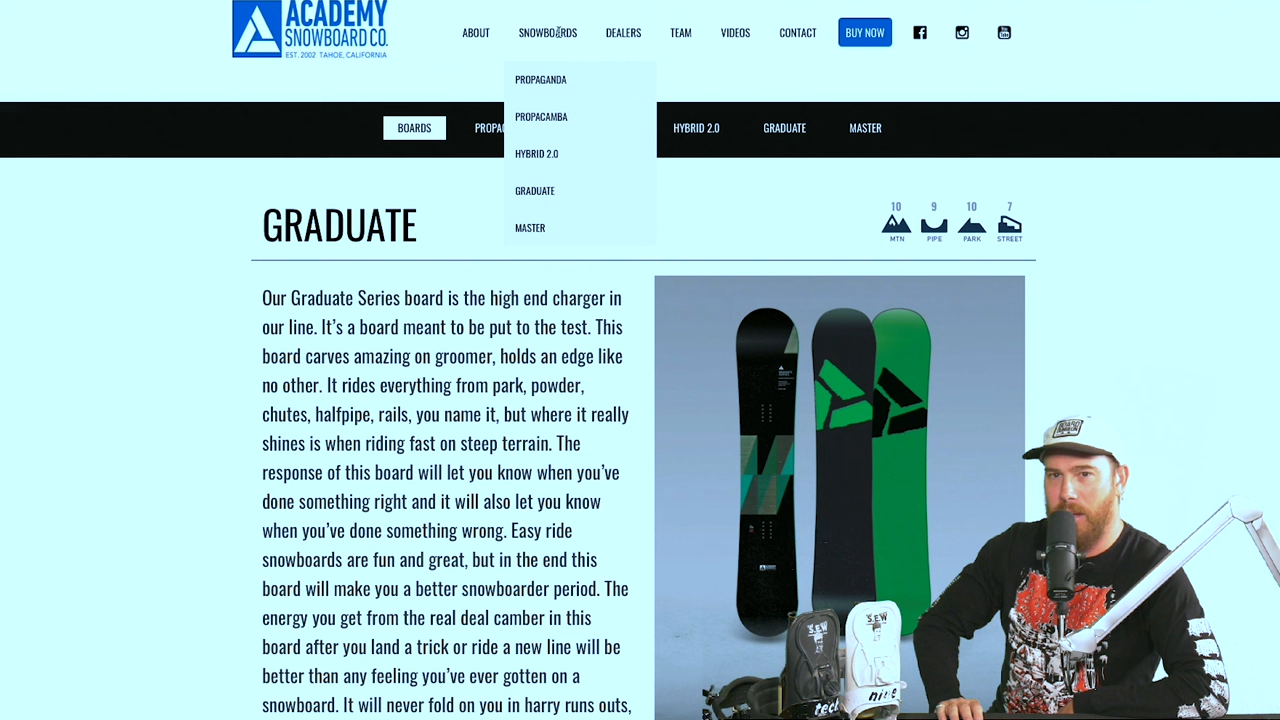 ACADEMY
SNOWBOARD CO.
EST. 2002 TAHOE, CALIFORNIA
ABOUT
SNOWBOARDS
DEALERS
TEAM
VIDEOS
CONTACT
BUY NOW
PROPAGANDA
PROPACAMBA
HYBRID 2.0
GRADUATE
MASTER
BOARDS
PROPAC
HYBRID 2.0
GRADUATE
MASTER
GRADUATE
10
9
10
7
MTN
PIPE
PARK
STREET
Our Graduate Series board is the high end charger in
our line. It’s a board meant to be put to the test. This
board carves amazing on groomer, holds an edge like
no other. It rides everything from park, powder,
chutes, halfpipe, rails, you name it, but where it really
shines is when riding fast on steep terrain. The
response of this board will let you know when you’ve
done something right and it will also let you know
when you’ve done something wrong. Easy ride
snowboards are fun and great, but in the end this
board will make you a better snowboarder period. The
energy you get from the real deal camber in this
board after you land a trick or ride a new line will be
better than any feeling you’ve ever gotten on a
snowboard. It will never fold on you in harry runs outs,
S.E.W
S.E.W
tech
nine